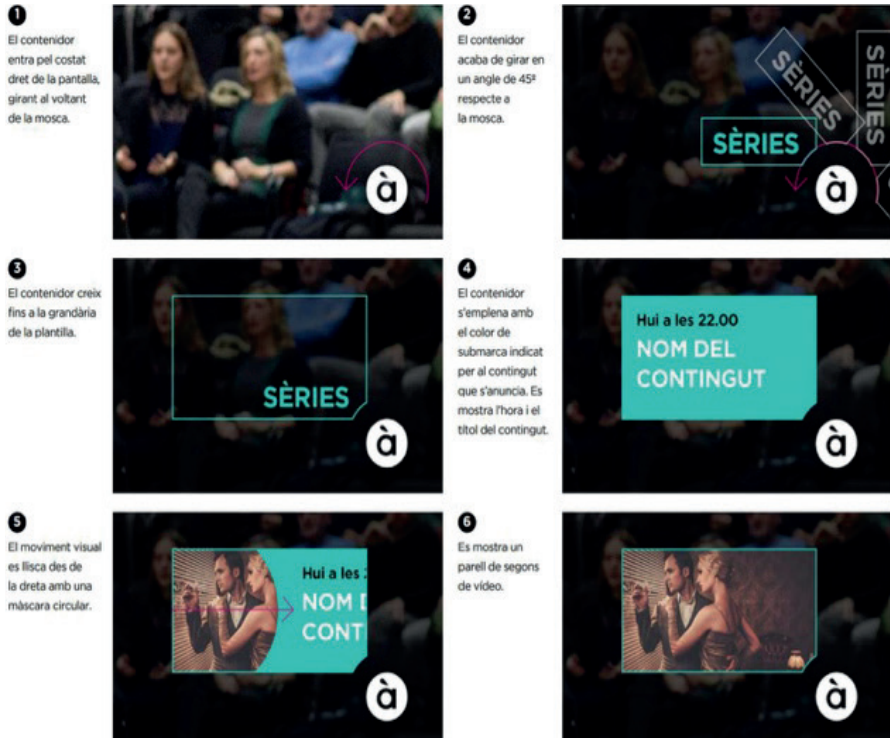 1
El contenidor
entra pel costat
dret de la pantalla,
girant al voltant
de la mosca.
à
2
El contenidor
acaba de girar en
un angle de 45º
respecte a
la mosca.
SÈRIES
SÈRIES
SÈRIES
à
3
El contenidor creix
fins a la grandària
de la plantilla.
SÈRIES
à
4
El contenidor
s'emplena amb
el color de
submarca indicat
per al contingut
que s'anuncia. Es
mostra l'hora i el
títol del contingut.
Hui a les 22.00
NOM DEL
CONTINGUT
à
5
El moviment visual
es llisca des de
la dreta amb una
màscara circular.
Hui a les
NOM
CONT
à
6
Es mostra un
parell de segons
de vídeo.
à